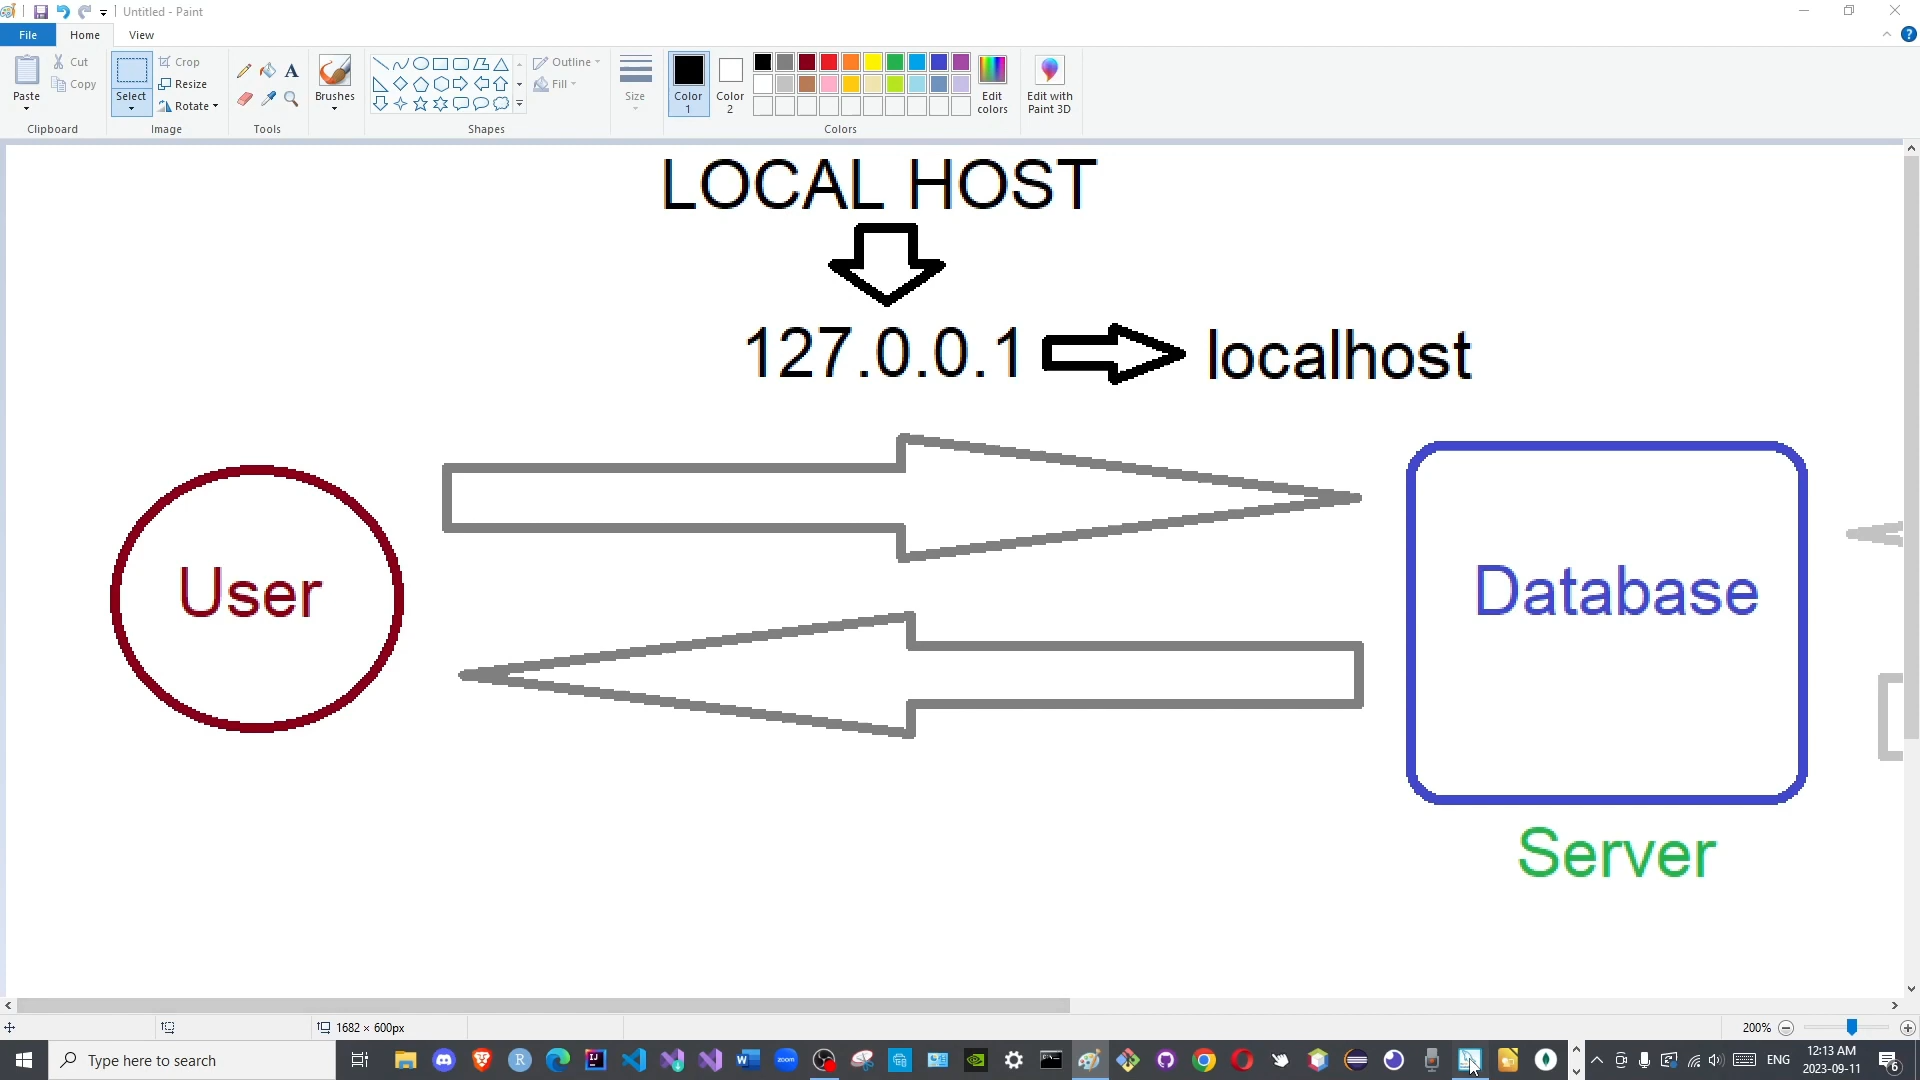 Untitled - Paint
File
Home
View
Paste
Cut
Copy
Clipboard
Select
Crop
Resize
Rotate
Image
Tools
Brushes
Shapes
Outline
Fill
Size
Color 1
Color 2
Colors
Edit colors
Edit with Paint 3D
LOCAL HOST
127.0.0.1
localhost
User
Database
Server
1682 × 600px
200%
Type here to search
zoom
ENG
12:13 AM
2023-09-11
6